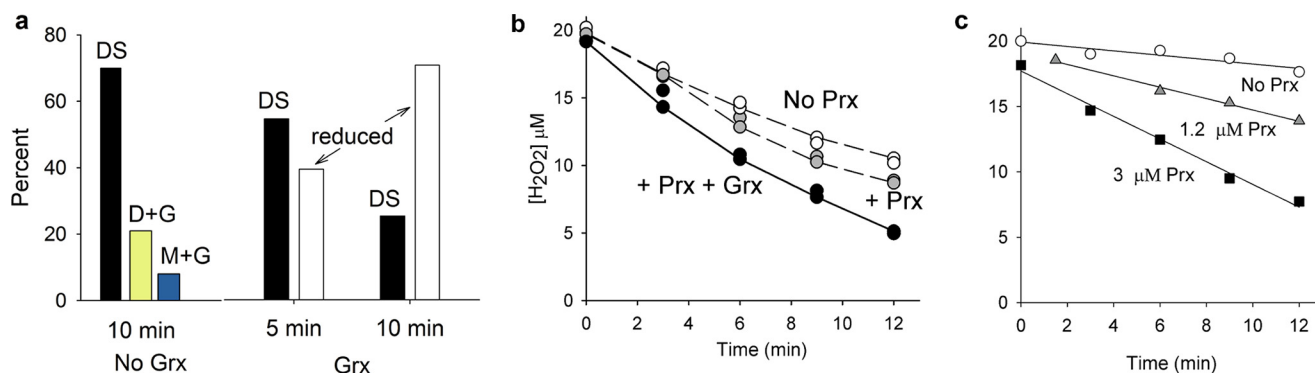 a
80
60
40
20
0
Percent
DS
D+G
M+G
DS
reduced
DS
10 min
5 min
10 min
No Grx
Grx
b
20
15
10
5
0
[H2O2] μM
No Prx
+ Prx + Grx
+ Prx
0 2 4 6 8 10 12
Time (min)
c
20
15
10
5
0
No Prx
1.2 μM Prx
3 μM Prx
0 2 4 6 8 10 12
Time (min)